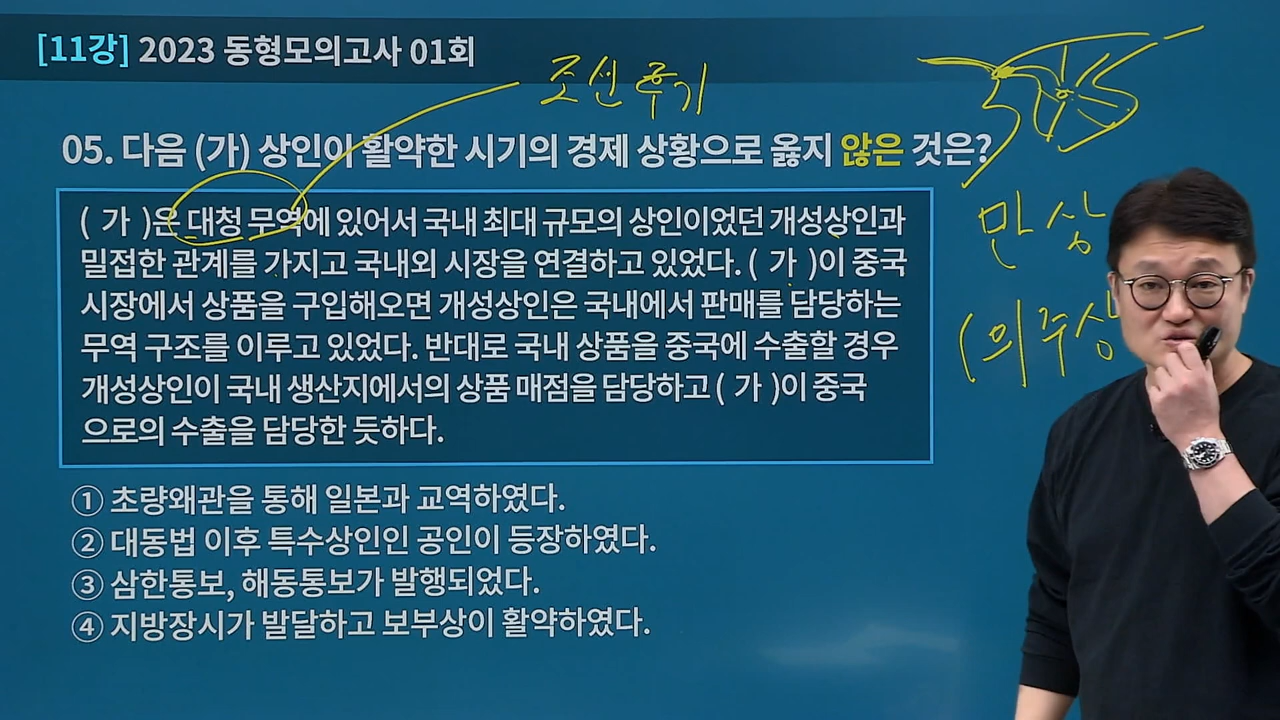 [11강] 2023 동형모의고사 01회
조선 후기
05. 다음 (가) 상인이 활약한 시기의 경제 상황으로 옳지 않은 것은?
( 가 )은 대청 무역에 있어서 국내 최대 규모의 상인이었던 개성상인과
밀접한 관계를 가지고 국내외 시장을 연결하고 있었다. ( 가 )이 중국
시장에서 상품을 구입해오면 개성상인은 국내에서 판매를 담당하는
무역 구조를 이루고 있었다. 반대로 국내 상품을 중국에 수출할 경우
개성상인이 국내 생산지에서의 상품 매점을 담당하고 ( 가 )이 중국
으로의 수출을 담당한 듯하다.
만상
(의주상
① 초량왜관을 통해 일본과 교역하였다.
② 대동법 이후 특수상인인 공인이 등장하였다.
③ 삼한통보, 해동통보가 발행되었다.
④ 지방장시가 발달하고 보부상이 활약하였다.